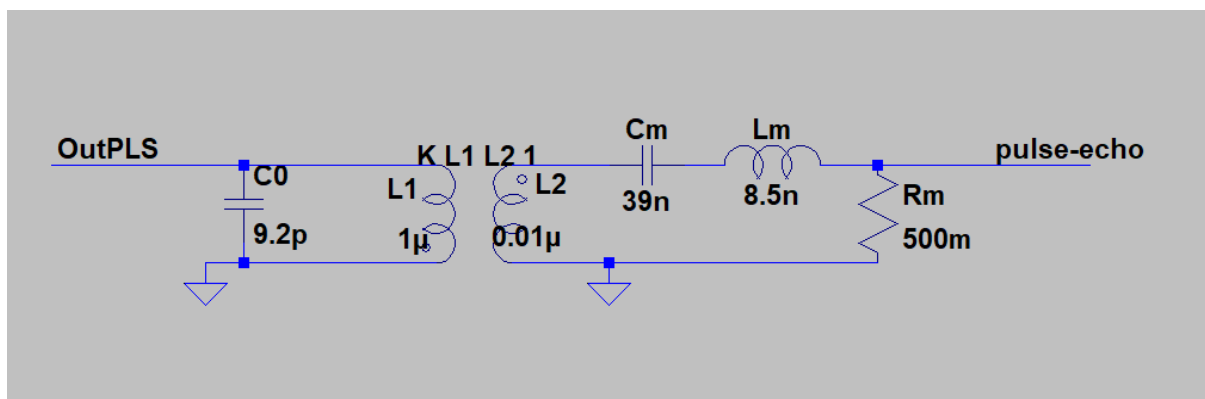 OutPLS
C0
9.2p
K L1 L2 1
L1
1µ
L2
0.01µ
Cm
39n
Lm
8.5n
pulse-echo
Rm
500m